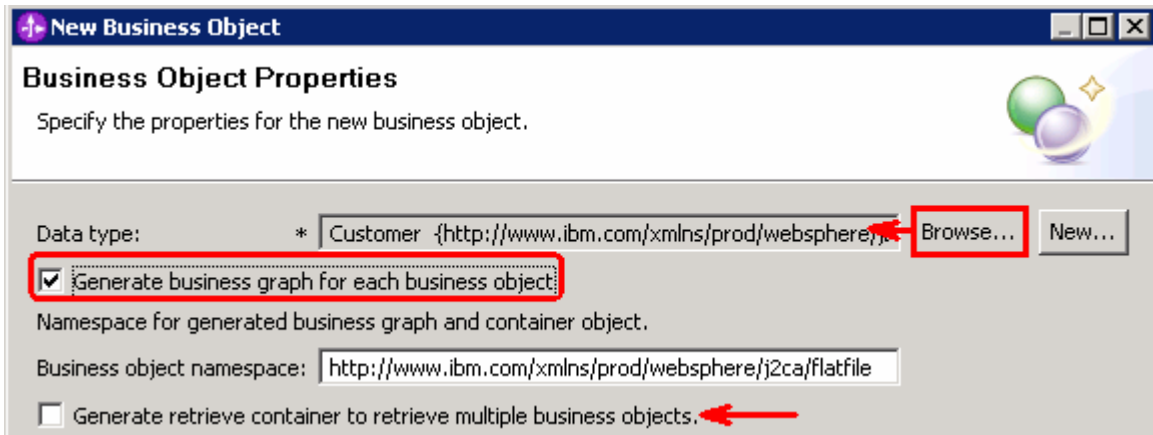 New Business Object
Business Object Properties
Specify the properties for the new business object.
Data type: * Customer {http://www.ibm.com/xmlns/prod/websphere/j2 Browse... New...
Generate business graph for each business object
Namespace for generated business graph and container object.
Business object namespace: http://www.ibm.com/xmlns/prod/websphere/j2ca/flatfile
Generate retrieve container to retrieve multiple business objects.